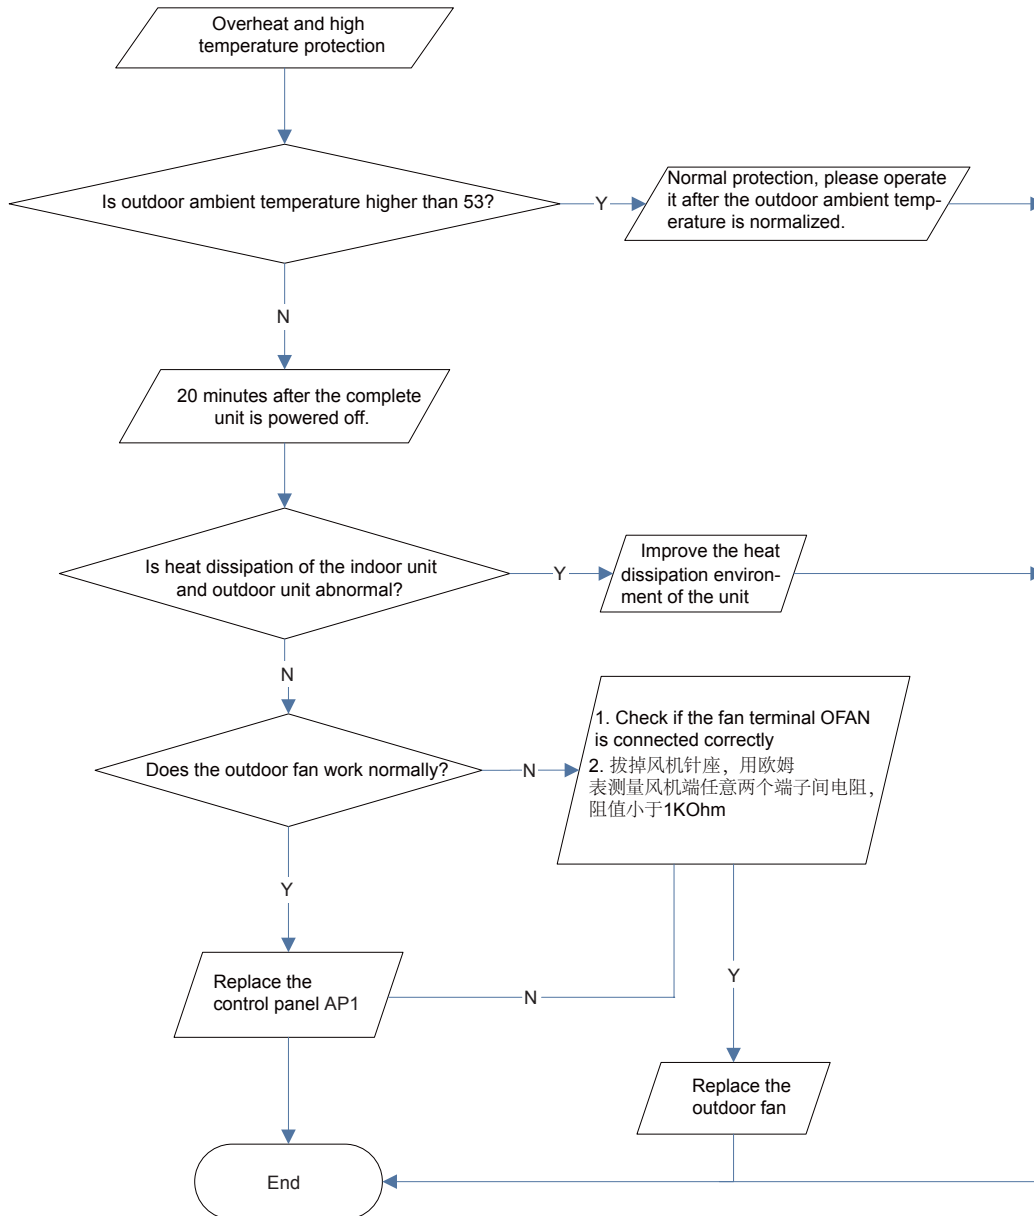 Overheat and high
temperature protection
Is outdoor ambient temperature higher than 53?
Y
Normal protection, please operate
it after the outdoor ambient temp-
erature is normalized.
N
20 minutes after the complete
unit is powered off.
Is heat dissipation of the indoor unit
and outdoor unit abnormal?
Y
Improve the heat
dissipation environ-
ment of the unit
N
Does the outdoor fan work normally?
N
1. Check if the fan terminal OFAN
is connected correctly
2. 拔掉风机针座，用欧姆
表测量风机端任意两个端子间电阻，
阻值小于1KOhm
Y
Replace the
control panel AP1
N
Y
Replace the
outdoor fan
End